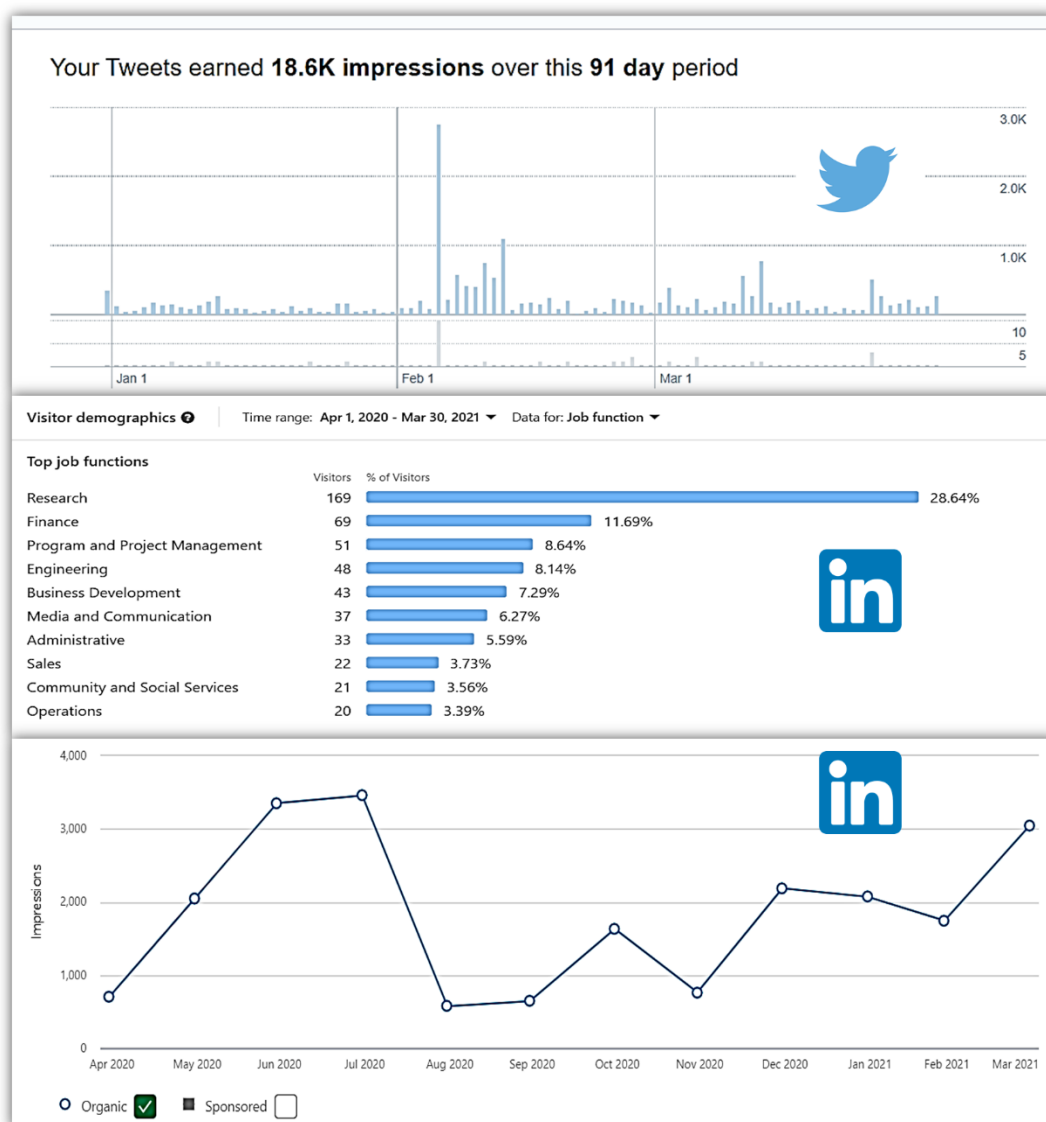 Your Tweets earned 18.6K impressions over this 91 day period
3.0K
2.0K
1.0K
10
5
Jan 1 Feb 1 Mar 1
Visitor demographics ? Time range: Apr 1, 2020 - Mar 30, 2021 Data for: Job function
Top job functions
Visitors % of Visitors
Research 169 28.64%
Finance 69 11.69%
Program and Project Management 51 8.64%
Engineering 48 8.14%
Business Development 43 7.29%
Media and Communication 37 6.27%
Administrative 33 5.59%
Sales 22 3.73%
Community and Social Services 21 3.56%
Operations 20 3.39%
in
in
4,000
3,000
2,000
1,000
0
Impressions
Apr 2020 May 2020 Jun 2020 Jul 2020 Aug 2020 Sep 2020 Oct 2020 Nov 2020 Dec 2020 Jan 2021 Feb 2021 Mar 2021
Organic Sponsored